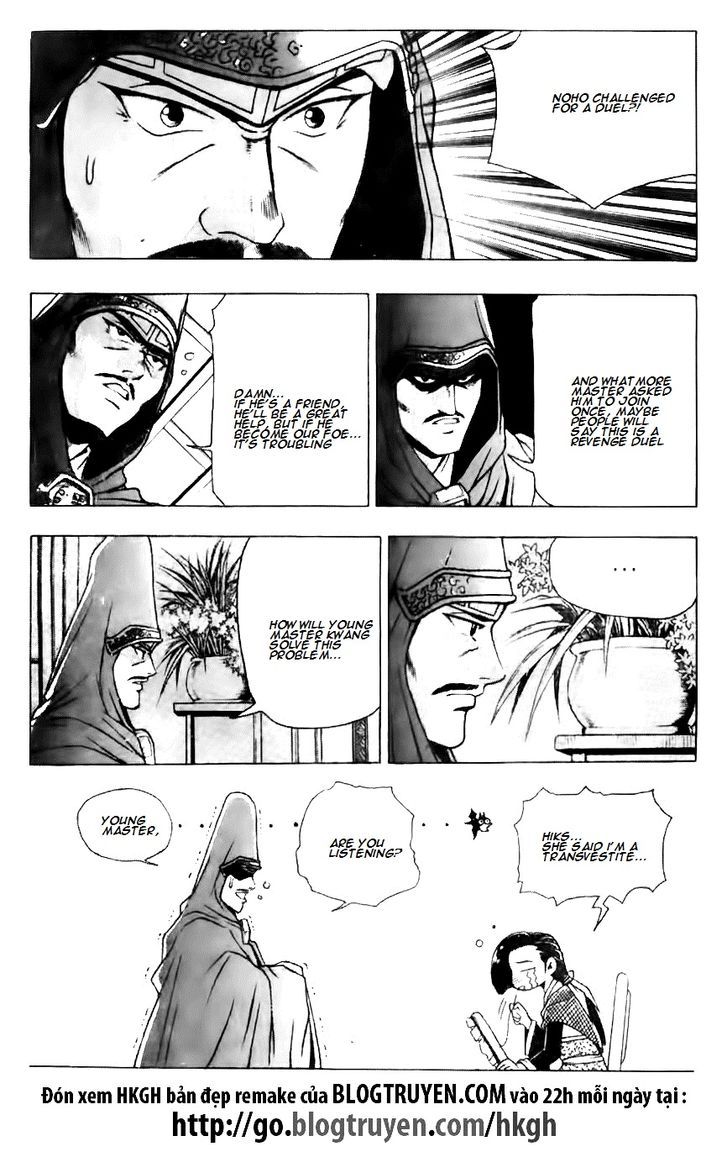 NOHO CHALLENGED
FOR A DUEL?!
DAMN...
IF HE'S A FRIEND,
HE'LL BE A GREAT
HELP, BUT IF HE
BECOME OUR FOE...
IT'S TROUBLING
AND WHAT MORE
MASTER ASKED
HIM TO JOIN
ONCE, MAYBE
PEOPLE WILL
SAY THIS IS A
REVENGE DUEL
HOW WILL YOUNG
MASTER KWANG
SOLVE THIS
PROBLEM...
...
YOUNG
MASTER,
ARE YOU
LISTENING?
HIKS...
SHE SAID I'M A
TRANSVESTITE...
Đón xem HKGH bản đẹp remake của BLOGTRUYEN.COM vào 22h mỗi ngày tại :
http://go.blogtruyen.com/hkgh